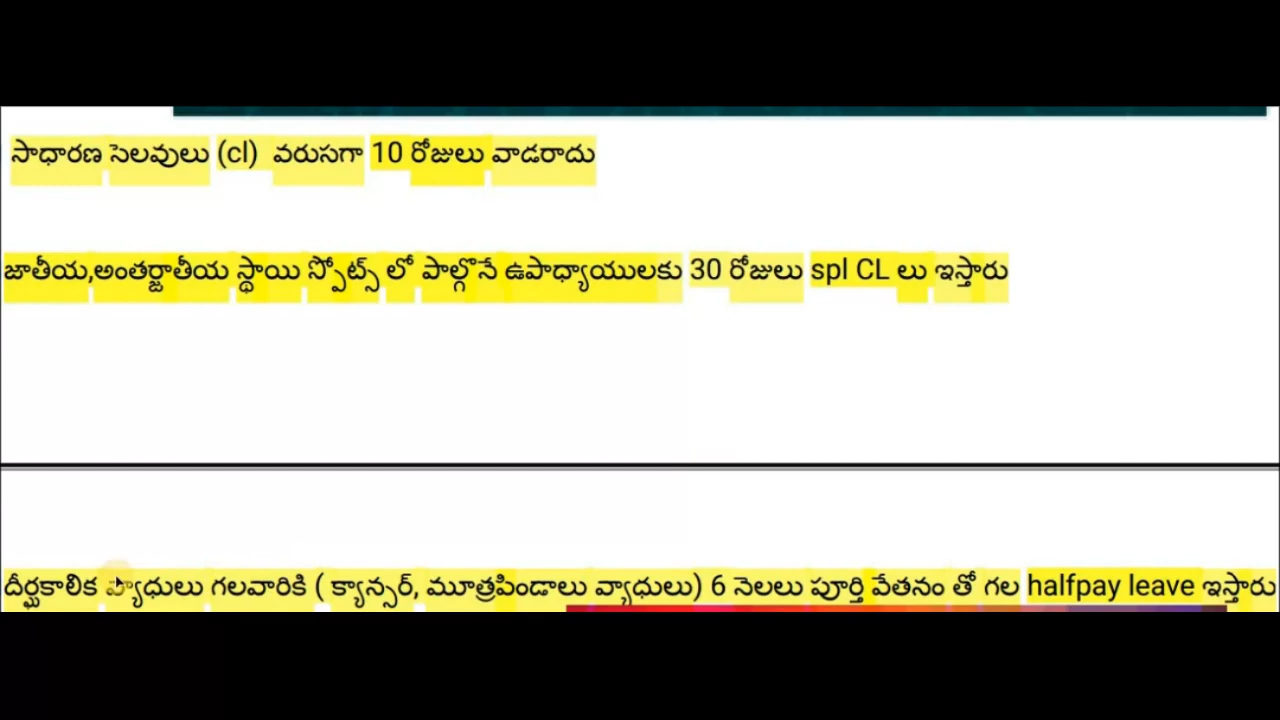 సాధారణ సెలవులు (cl) వరుసగా 10 రోజులు వాడరాదు
జాతీయ,అంతర్జాతీయ స్థాయి స్పోట్స్ లో పాల్గొనే ఉపాధ్యాయులకు 30 రోజులు spl CL లు ఇస్తారు
దీర్ఘకాలిక వ్యాధులు గలవారికి ( క్యాన్సర్, మూత్రపిండాలు వ్యాధులు) 6 నెలలు పూర్తి వేతనం తో గల halfpay leave ఇస్తారు